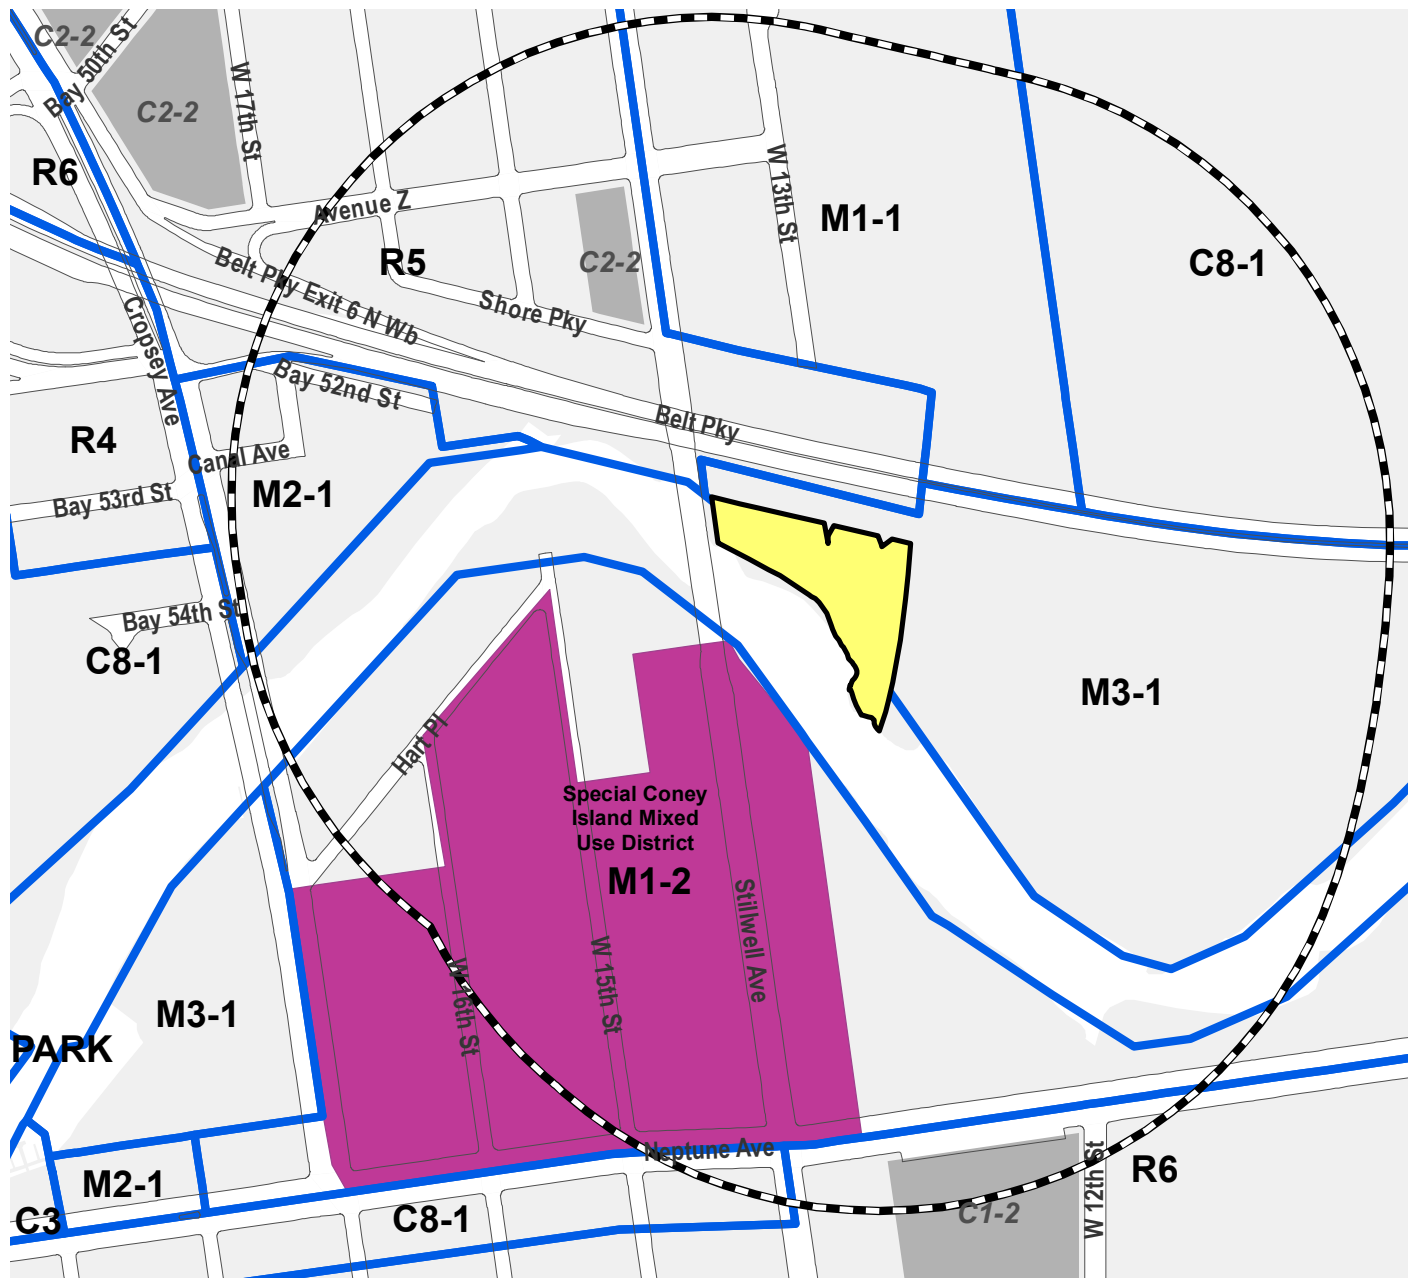 C2-2
Bay 50th St
C2-2
W 17th St
R6
Avenue Z
W 13th St
M1-1
R5
C2-2
C8-1
Belt Pky Exit 6 N Wb
Shore Pky
Cropsey Ave
Bay 52nd St
Belt Pky
R4
Canal Ave
Bay 53rd St
M2-1
Bay 54th St
C8-1
M3-1
Hart Pl
Special Coney
Island Mixed
Use District
M1-2
Stillwell Ave
W 15th St
W 16th St
M3-1
PARK
Neptune Ave
M2-1
W 12th St
R6
C3
C8-1
C1-2